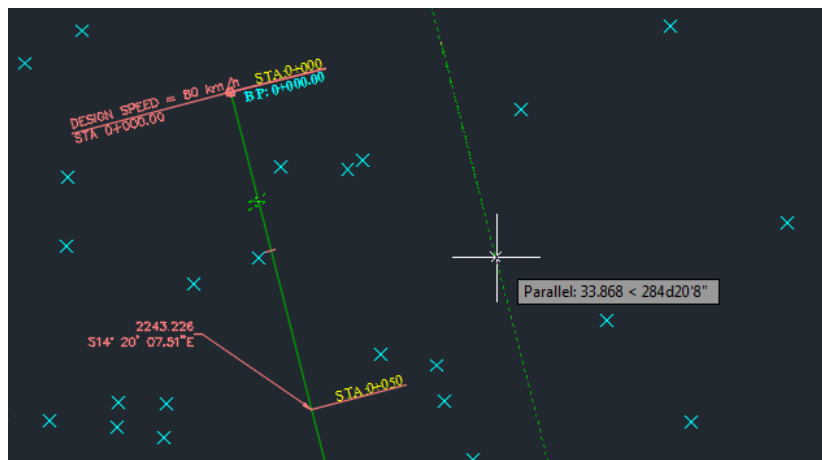 STA:0+000
BP: 0+000.00
DESIGN SPEED = 80 km/h
STA 0+000.00
Parallel: 33.868 < 284d20'8"
2243.226
S14° 20' 07.51"E
STA:0+050